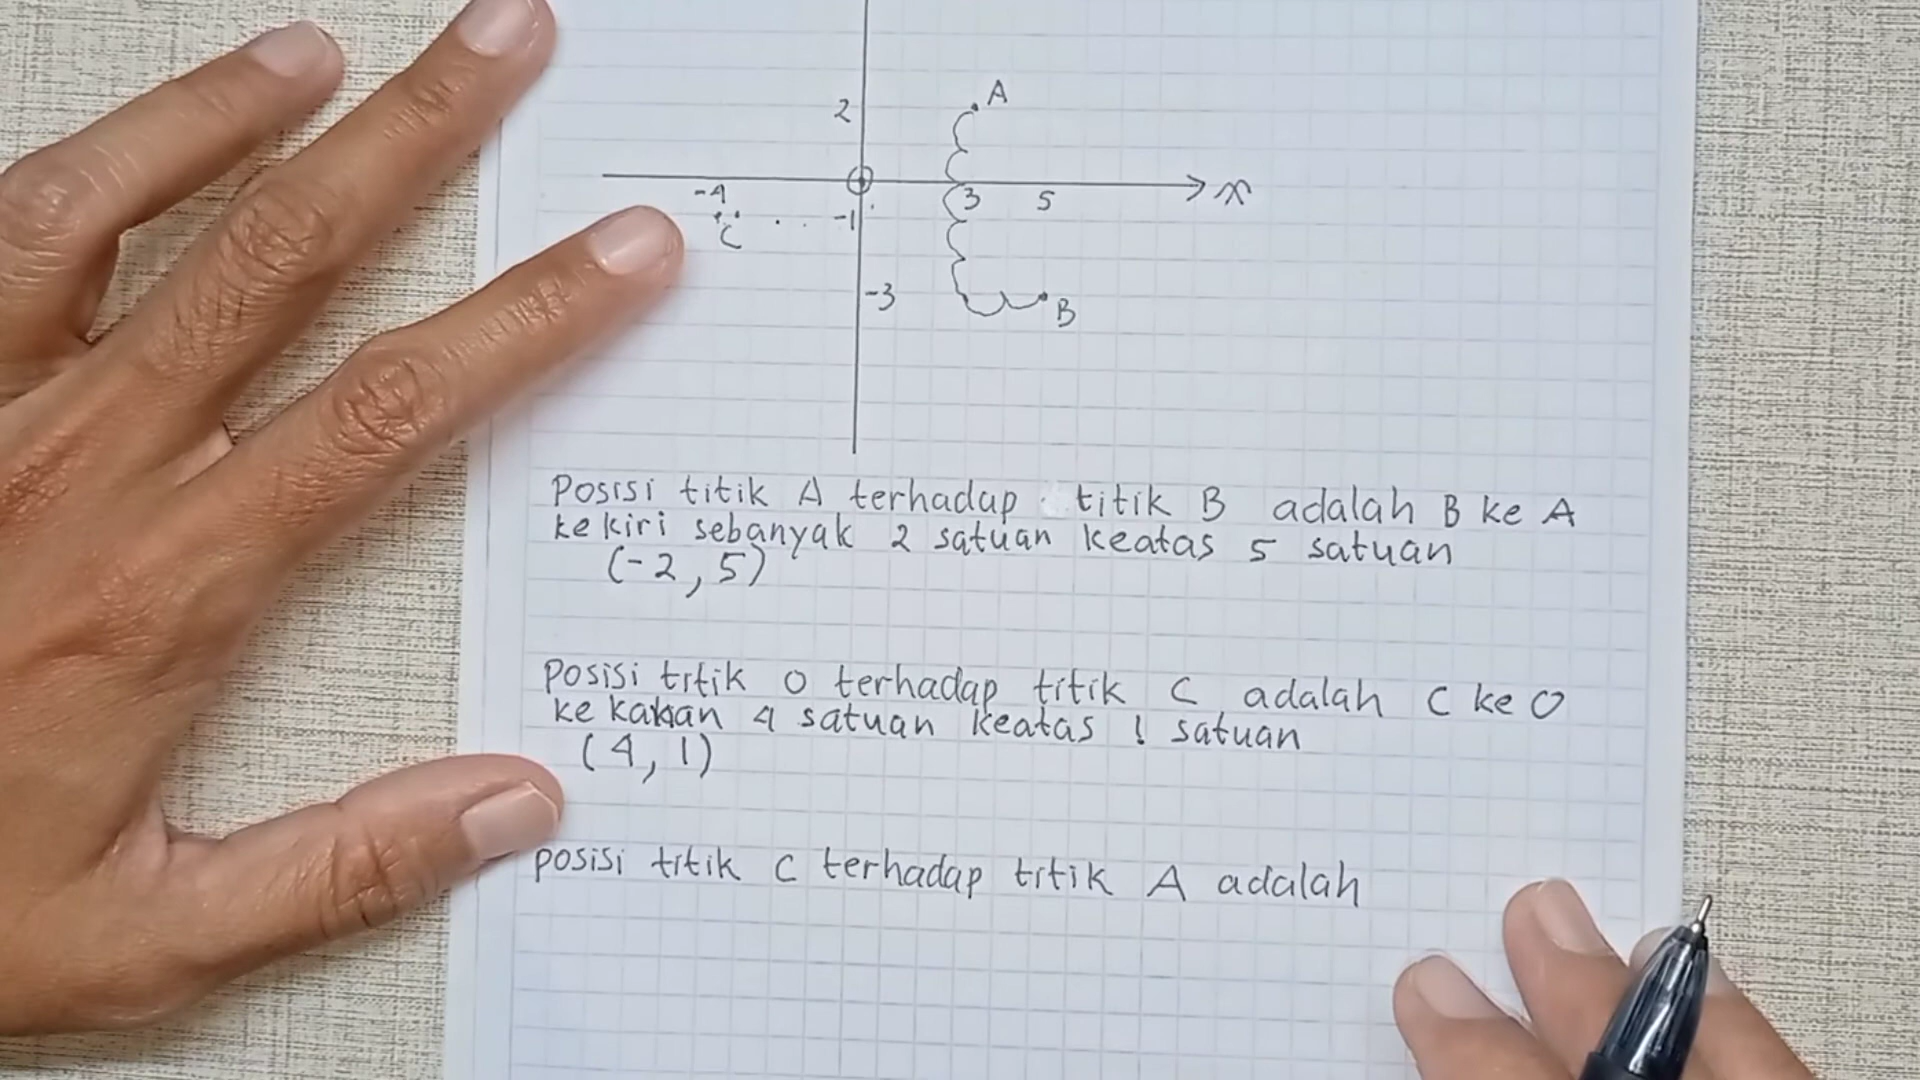 A
2
-4
3
5
x
-1
C
-3
B
Posisi titik A terhadap titik B adalah B ke A
ke kiri sebanyak 2 satuan keatas 5 satuan
(-2, 5)
Posisi titik O terhadap titik C adalah C ke O
ke kakan 4 satuan keatas 1 satuan
(4, 1)
posisi titik C terhadap titik A adalah